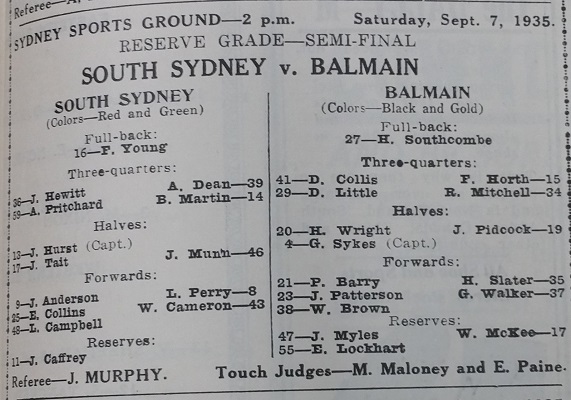 SYDNEY SPORTS GROUND—2 p.m. Saturday, Sept. 7, 1935.
RESERVE GRADE—SEMI-FINAL
SOUTH SYDNEY v. BALMAIN
SOUTH SYDNEY
(Colors—Red and Green)
Full-back:
16—F. Young
Three-quarters:
36—J. Hewitt A. Dean—39
59—A. Pritchard B. Martin—14
Halves:
13—J. Hurst (Capt.)
17—J. Tait J. Munn—46
Forwards:
9—J. Anderson L. Perry—8
25—E. Collins W. Cameron—43
48—L. Campbell
Reserves:
11—J. Caffrey
BALMAIN
(Colors—Black and Gold)
Full-back:
27—H. Southcombe
Three-quarters:
41—D. Collis F. Horth—15
29—D. Little R. Mitchell—34
Halves:
20—H. Wright J. Pidcock—19
4—G. Sykes (Capt.)
Forwards:
21—P. Barry H. Slater—35
23—J. Patterson G. Walker—37
38—W. Brown
Reserves:
47—J. Myles W. McKee—17
55—E. Lockhart
Referee—J. MURPHY. Touch Judges—M. Maloney and E. Paine.